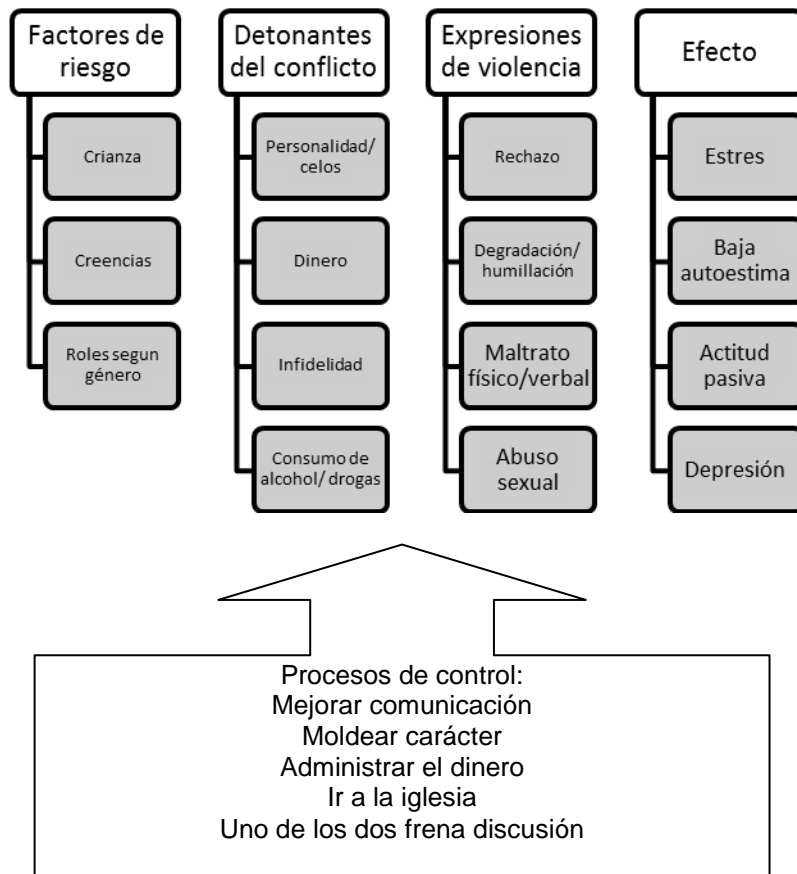 Factores de
riesgo
Crianza
Creencias
Roles segun
género
Detonantes
del conflicto
Personalidad/
celos
Dinero
Infidelidad
Consumo de
alcohol/ drogas
Expresiones
de violencia
Rechazo
Degradación/
humillación
Maltrato
físico/verbal
Abuso
sexual
Efecto
Estres
Baja
autoestima
Actitud
pasiva
Depresión
Procesos de control:
Mejorar comunicación
Moldear carácter
Administrar el dinero
Ir a la iglesia
Uno de los dos frena discusión